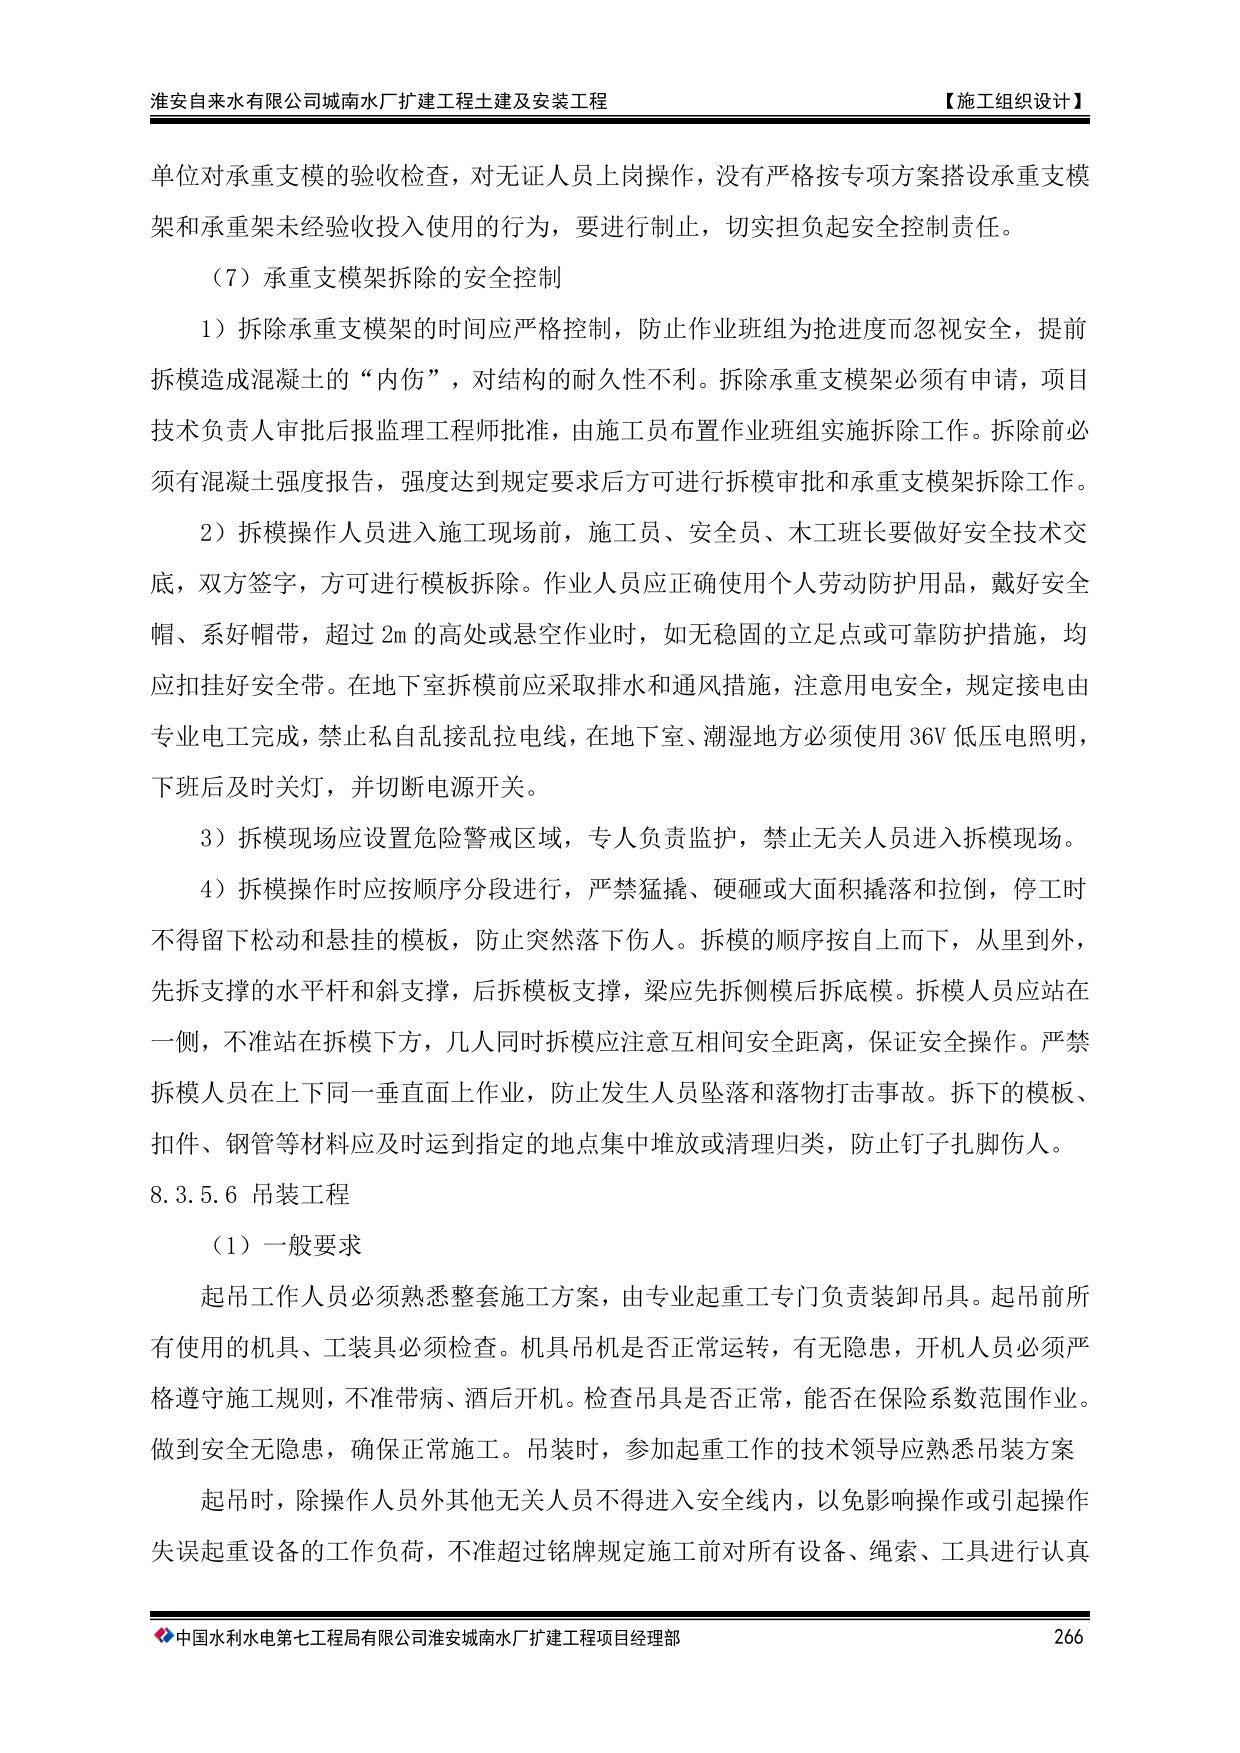 淮安自来水有限公司城南水厂扩建工程土建及安装工程 【施工组织设计】
单位对承重支模的验收检查，对无证人员上岗操作，没有严格按专项方案搭设承重支模
架和承重架未经验收投入使用的行为，要进行制止，切实担负起安全控制责任。
（7）承重支模架拆除的安全控制
1）拆除承重支模架的时间应严格控制，防止作业班组为抢进度而忽视安全，提前
拆模造成混凝土的“内伤”，对结构的耐久性不利。拆除承重支模架必须有申请，项目
技术负责人审批后报监理工程师批准，由施工员布置作业班组实施拆除工作。拆除前必
须有混凝土强度报告，强度达到规定要求后方可进行拆模审批和承重支模架拆除工作。
2）拆模操作人员进入施工现场前，施工员、安全员、木工班长要做好安全技术交
底，双方签字，方可进行模板拆除。作业人员应正确使用个人劳动防护用品，戴好安全
帽、系好帽带，超过 2m 的高处或悬空作业时，如无稳固的立足点或可靠防护措施，均
应扣挂好安全带。在地下室拆模前应采取排水和通风措施，注意用电安全，规定接电由
专业电工完成，禁止私自乱接乱拉电线，在地下室、潮湿地方必须使用 36V 低压电照明，
下班后及时关灯，并切断电源开关。
3）拆模现场应设置危险警戒区域，专人负责监护，禁止无关人员进入拆模现场。
4）拆模操作时应按顺序分段进行，严禁猛撬、硬砸或大面积撬落和拉倒，停工时
不得留下松动和悬挂的模板，防止突然落下伤人。拆模的顺序按自上而下，从里到外，
先拆支撑的水平杆和斜支撑，后拆模板支撑，梁应先拆侧模后拆底模。拆模人员应站在
一侧，不准站在拆模下方，几人同时拆模应注意互相间安全距离，保证安全操作。严禁
拆模人员在上下同一垂直面上作业，防止发生人员坠落和落物打击事故。拆下的模板、
扣件、钢管等材料应及时运到指定的地点集中堆放或清理归类，防止钉子扎脚伤人。
8.3.5.6 吊装工程
（1）一般要求
起吊工作人员必须熟悉整套施工方案，由专业起重工专门负责装卸吊具。起吊前所
有使用的机具、工装具必须检查。机具吊机是否正常运转，有无隐患，开机人员必须严
格遵守施工规则，不准带病、酒后开机。检查吊具是否正常，能否在保险系数范围作业。
做到安全无隐患，确保正常施工。吊装时，参加起重工作的技术领导应熟悉吊装方案
起吊时，除操作人员外其他无关人员不得进入安全线内，以免影响操作或引起操作
失误起重设备的工作负荷，不准超过铭牌规定施工前对所有设备、绳索、工具进行认真
中国水利水电第七工程局有限公司淮安城南水厂扩建工程项目经理部 266